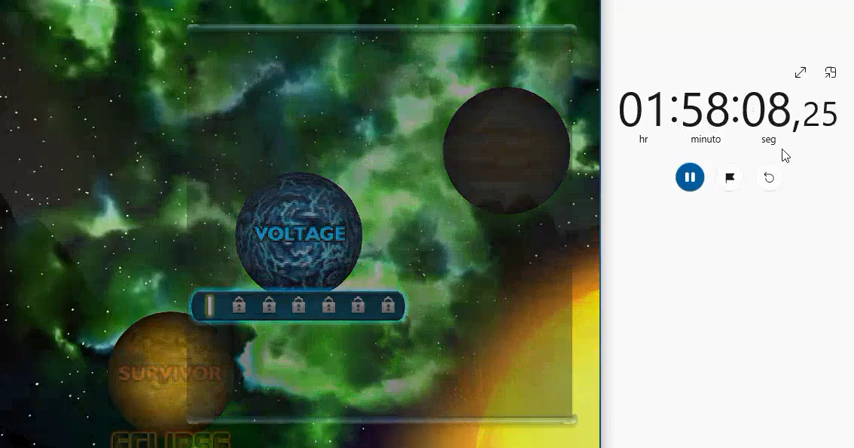 01:58:08,25
hr minuto seg
VOLTAGE
SURVIVOR
ECLIPSE